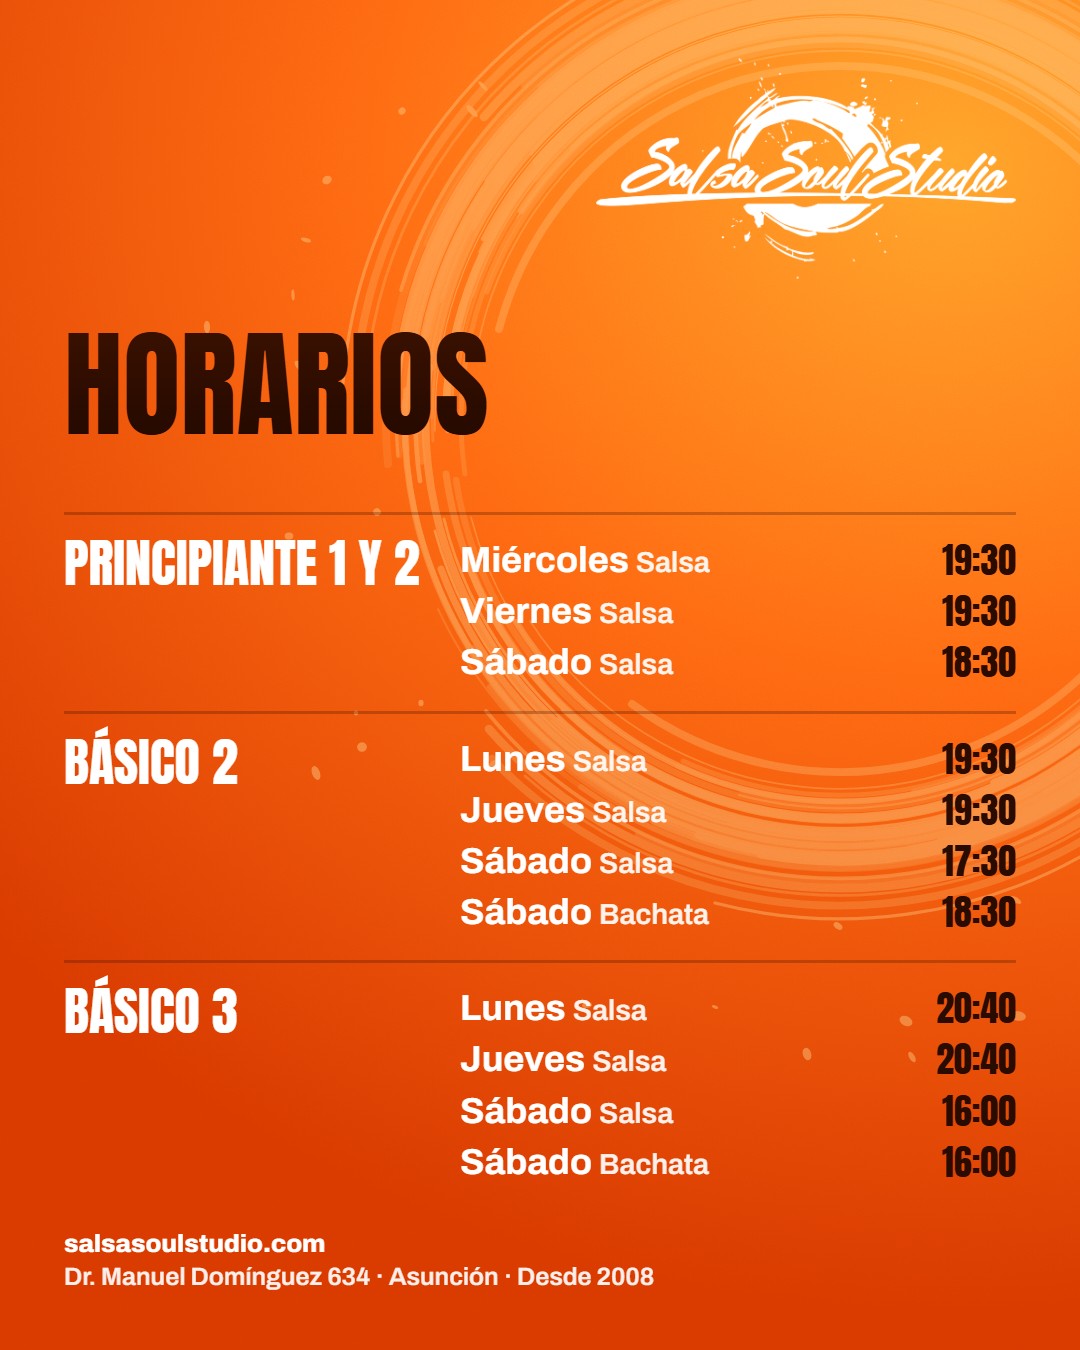 Salsa Soul Studio
HORARIOS
PRINCIPIANTE 1 Y 2
Miércoles Salsa 19:30
Viernes Salsa 19:30
Sábado Salsa 18:30
BÁSICO 2
Lunes Salsa 19:30
Jueves Salsa 19:30
Sábado Salsa 17:30
Sábado Bachata 18:30
BÁSICO 3
Lunes Salsa 20:40
Jueves Salsa 20:40
Sábado Salsa 16:00
Sábado Bachata 16:00
salsasoulstudio.com
Dr. Manuel Domínguez 634 · Asunción · Desde 2008